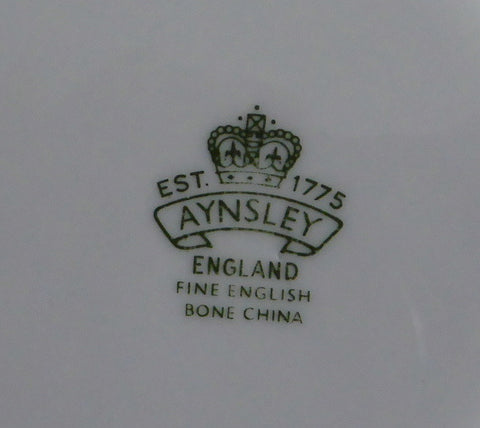 EST. 1775
AYNSLEY
ENGLAND
FINE ENGLISH
BONE CHINA